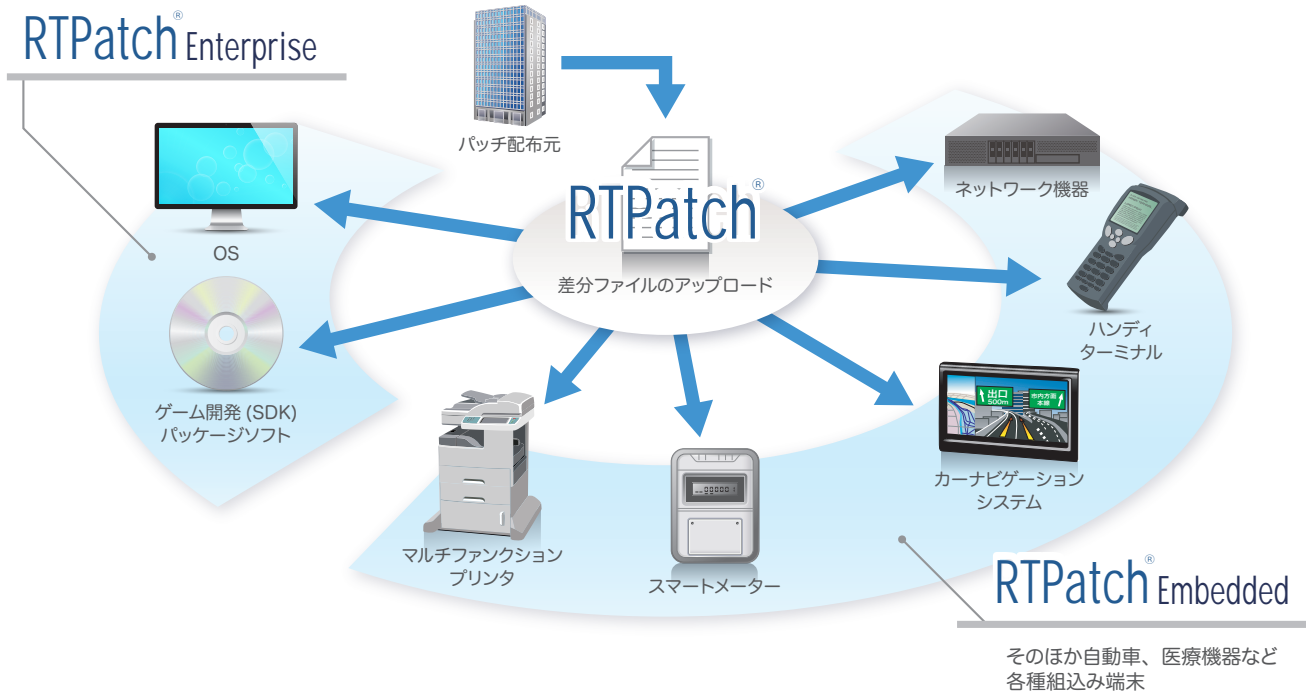 RTPatch® Enterprise
パッチ配布元
RTPatch®
差分ファイルのアップロード
OS
ゲーム開発 (SDK)
パッケージソフト
マルチファンクション
プリンタ
スマートメーター
出口
500m
市内方面
本線
カーナビゲーション
システム
ハンディ
ターミナル
ネットワーク機器
RTPatch® Embedded
そのほか自動車、医療機器など
各種組込み端末